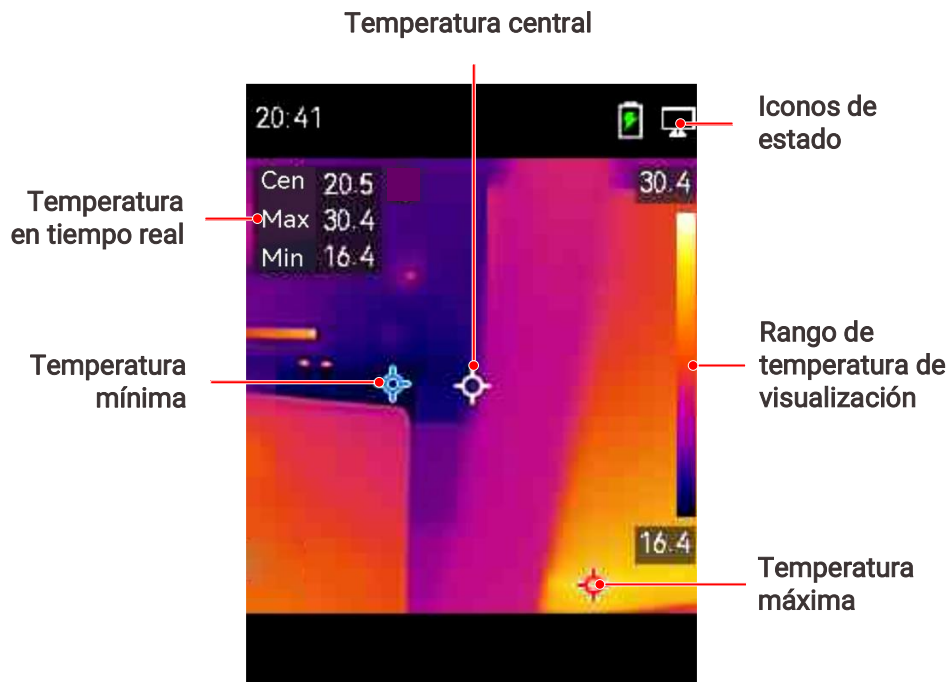 Temperatura central
20:41
Iconos de
estado
Cen 20.5
Max 30.4
Min 16.4
30.4
Temperatura
en tiempo real
Rango de
temperatura de
visualización
Temperatura
mínima
16.4
Temperatura
máxima